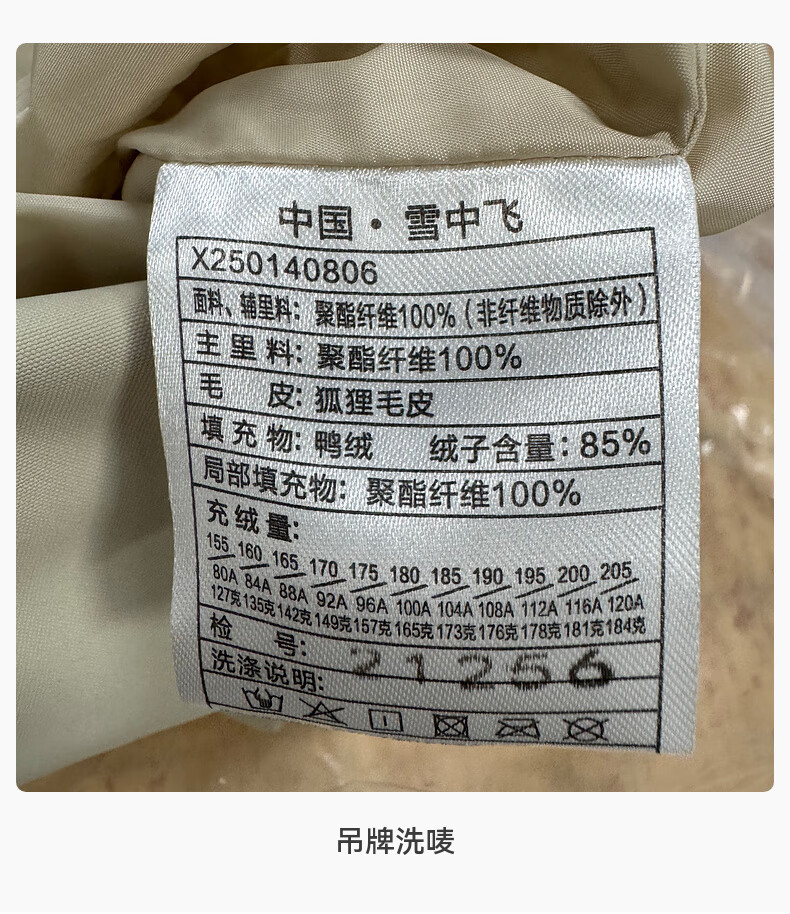 中国·雪中飞
X250140806
面料、辅里料：聚酯纤维100%（非纤维物质除外）
主里料：聚酯纤维100%
毛 皮：狐狸毛皮
填充物：鸭绒 绒子含量：85%
局部填充物：聚酯纤维100%
充绒量：
155 160 165 170 175 180 185 190 195 200 205
80A 84A 88A 92A 96A 100A 104A 108A 112A 116A 120A
127克 135克 142克 149克 157克 165克 173克 176克 178克 181克 184克
检 号： 21256
洗涤说明：
吊牌洗唛